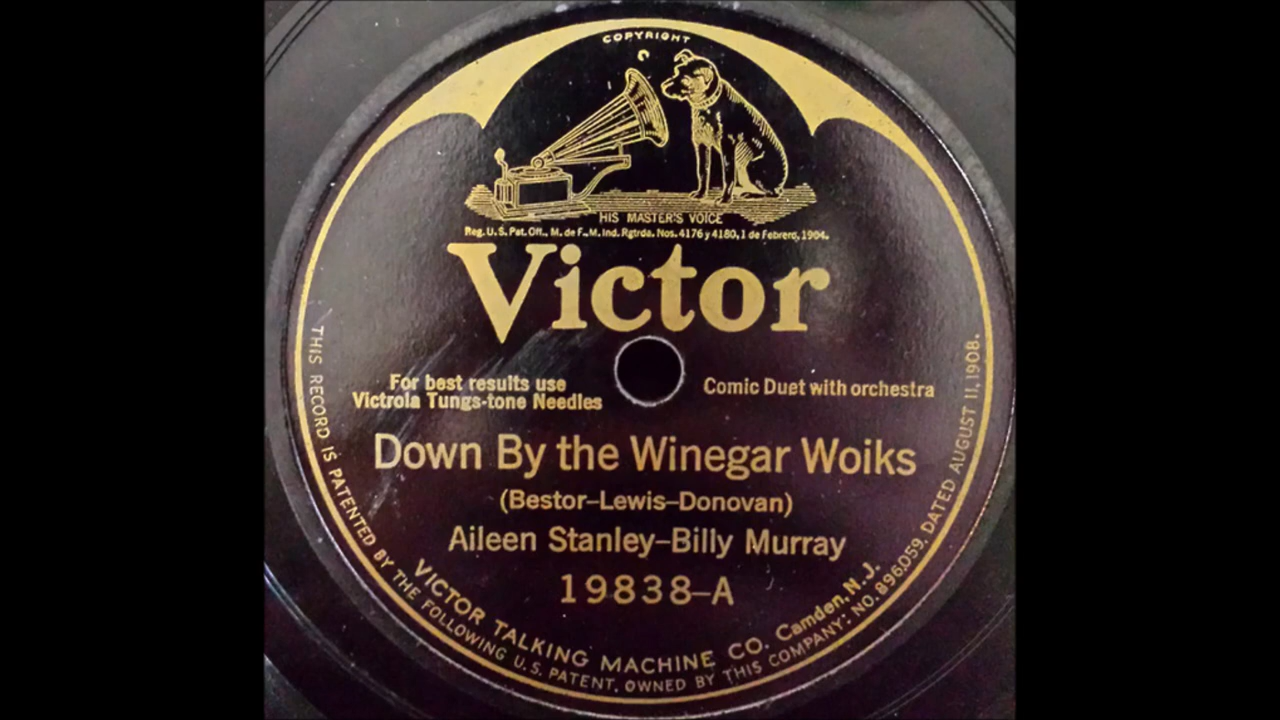 COPYRIGHT
HIS MASTER'S VOICE
Reg. U. S. Pat. Off., M. de F., M. Ind. Rgtrda. Nos. 4176 y 4180, 1 de Febrero, 1904.
Victor
For best results use
Victrola Tungs-tone Needles
Comic Duet with orchestra
Down By the Winegar Woiks
(Bestor–Lewis–Donovan)
Aileen Stanley–Billy Murray
19838–A
VICTOR TALKING MACHINE CO. Camden, N. J.
THIS RECORD IS PATENTED BY THE FOLLOWING U. S. PATENT, OWNED BY THIS COMPANY: NO. 896,059, DATED AUGUST 11, 1908.